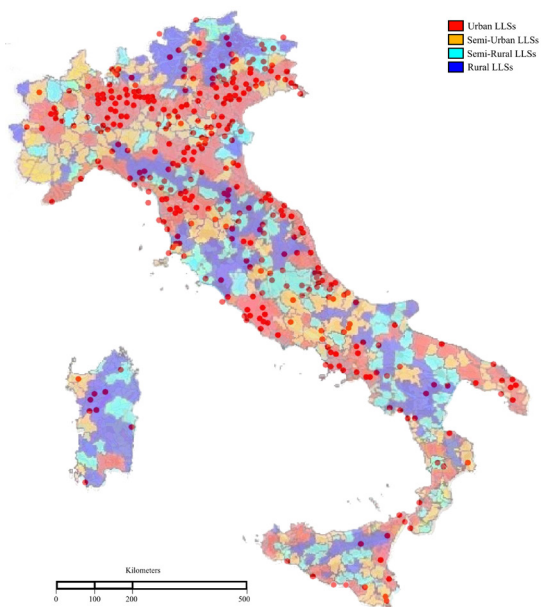 Urban LLSs
Semi-Urban LLSs
Semi-Rural LLSs
Rural LLSs
Kilometers
0 100 200 500